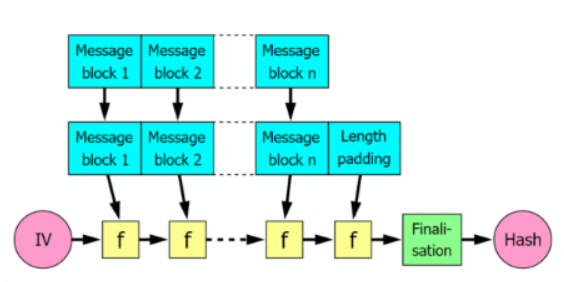 Message Message Message
block 1 block 2 block n
Message Message Message Length
block 1 block 2 block n padding
IV f f f f Finali- Hash
sation